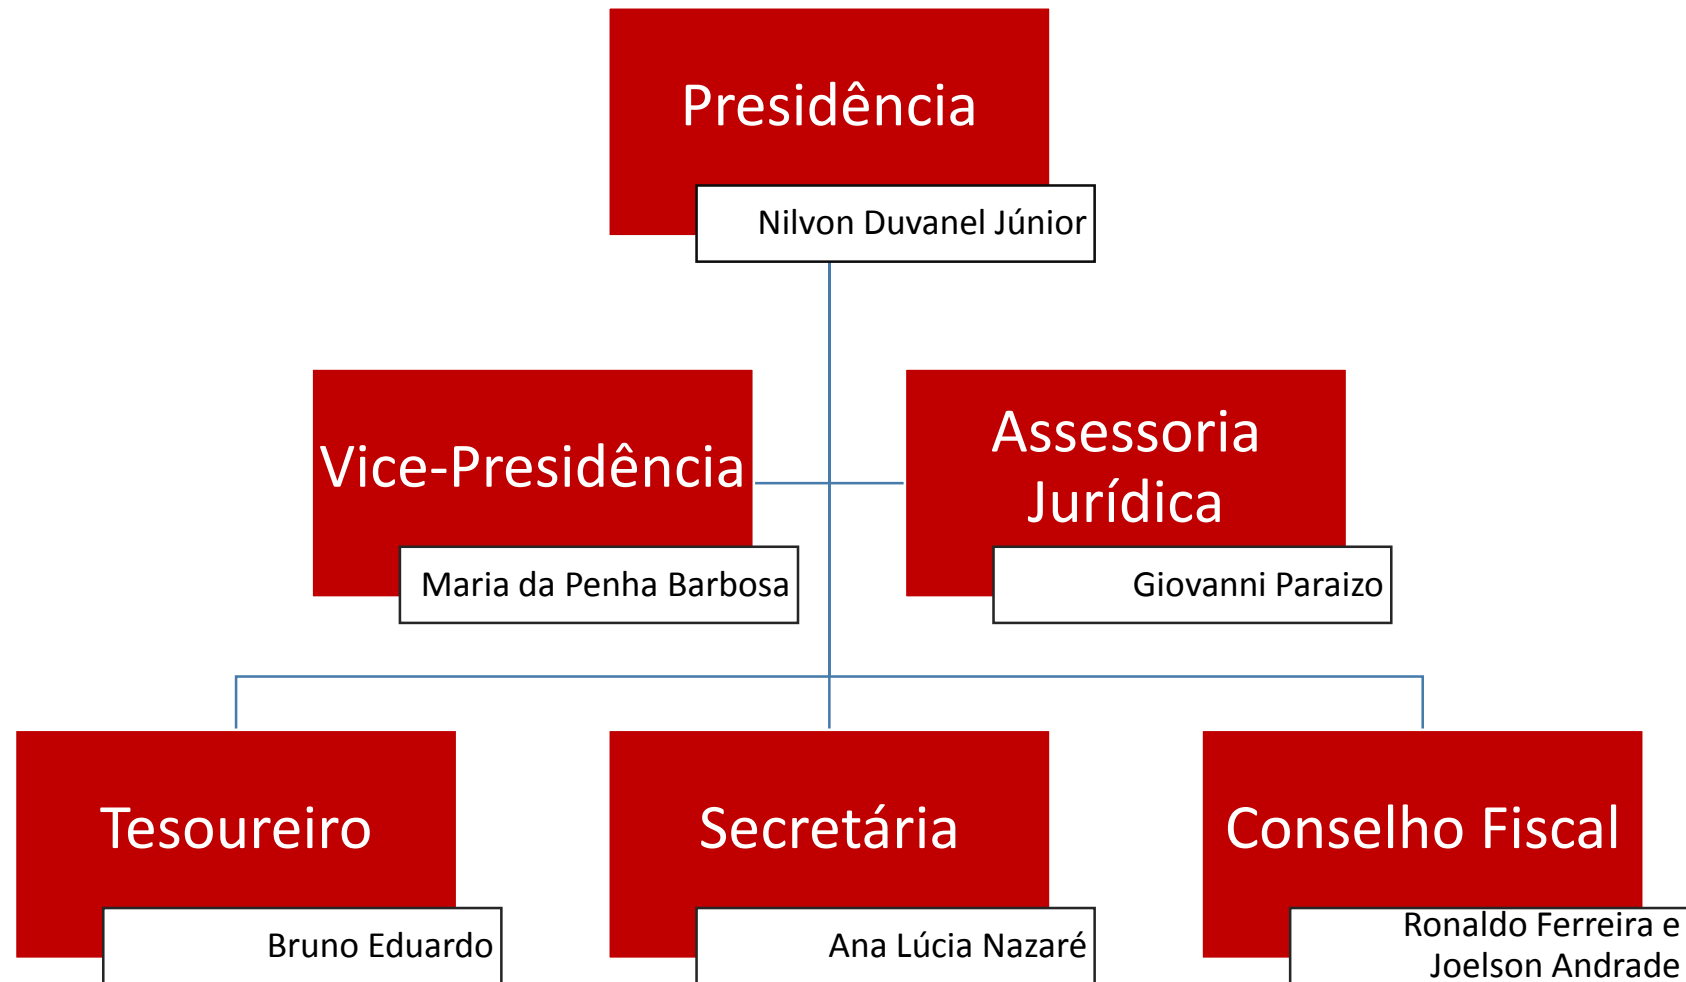 Presidência
Nilvon Duvanel Júnior
Vice-Presidência
Maria da Penha Barbosa
Assessoria
Jurídica
Giovanni Paraizo
Tesoureiro
Bruno Eduardo
Secretária
Ana Lúcia Nazaré
Conselho Fiscal
Ronaldo Ferreira e
Joelson Andrade